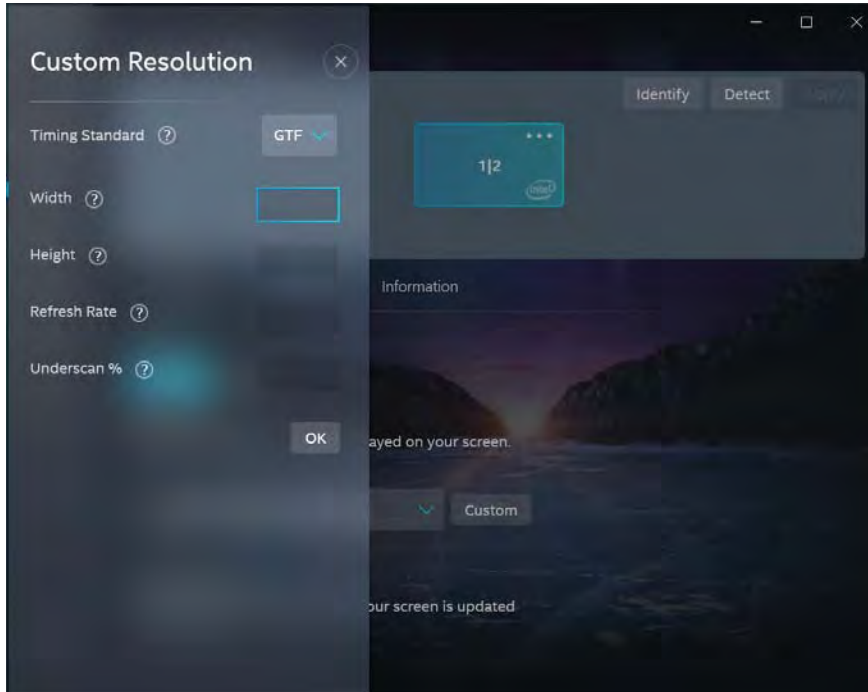 Custom Resolution
Identify
Detect
Timing Standard ?
GTF
1|2
intel
Width ?
Height ?
Information
Refresh Rate ?
Underscan % ?
OK
ayed on your screen.
Custom
our screen is updated